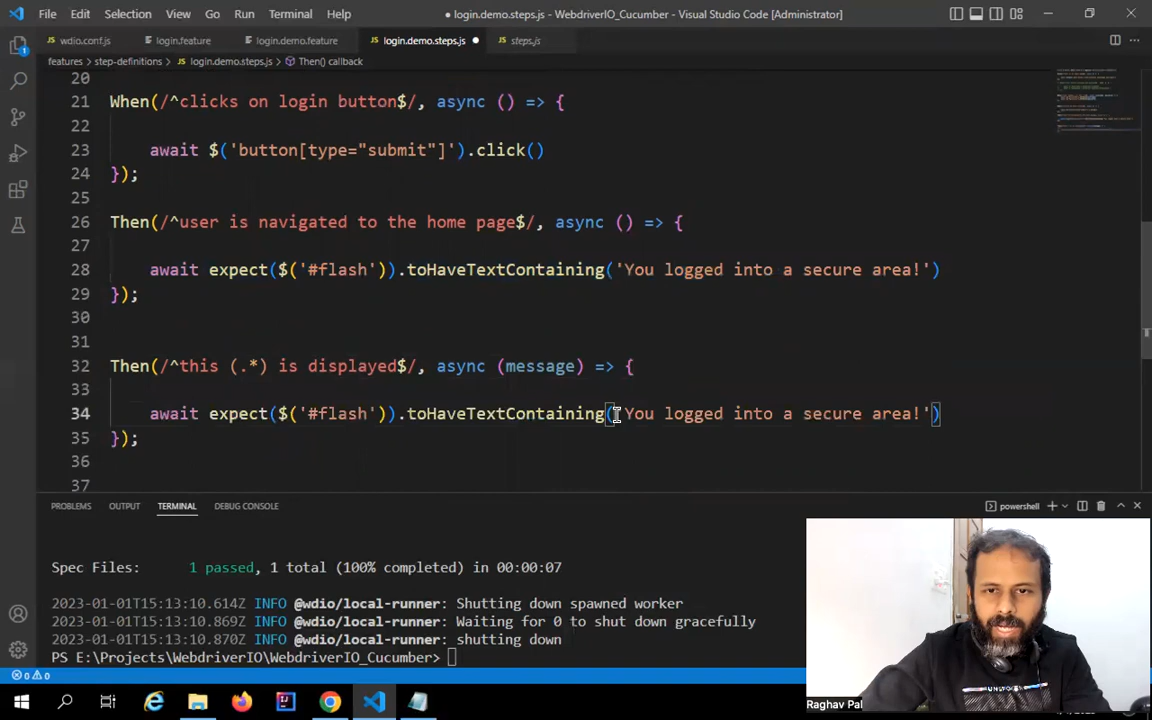 File Edit Selection View Go Run Terminal Help ● login.demo.steps.js - WebdriverIO_Cucumber - Visual Studio Code [Administrator]
wdio.conf.js login.feature login.demo.feature login.demo.steps.js ● steps.js
features > step-definitions > login.demo.steps.js > Then() callback
20
21 When(/^clicks on login button$/, async () => {
22
23 await $('button[type="submit"]').click()
24 });
25
26 Then(/^user is navigated to the home page$/, async () => {
27
28 await expect($('#flash')).toHaveTextContaining('You logged into a secure area!')
29 });
30
31
32 Then(/^this (.*) is displayed$/, async (message) => {
33
34 await expect($('#flash')).toHaveTextContaining('You logged into a secure area!')
35 });
36
37
PROBLEMS OUTPUT TERMINAL DEBUG CONSOLE powershell
Spec Files: 1 passed, 1 total (100% completed) in 00:00:07
2023-01-01T15:13:10.614Z INFO @wdio/local-runner: Shutting down spawned worker
2023-01-01T15:13:10.869Z INFO @wdio/local-runner: Waiting for 0 to shut down gracefully
2023-01-01T15:13:10.870Z INFO @wdio/local-runner: shutting down
PS E:\Projects\WebdriverIO\WebdriverIO_Cucumber>
0 0
Raghav Pal